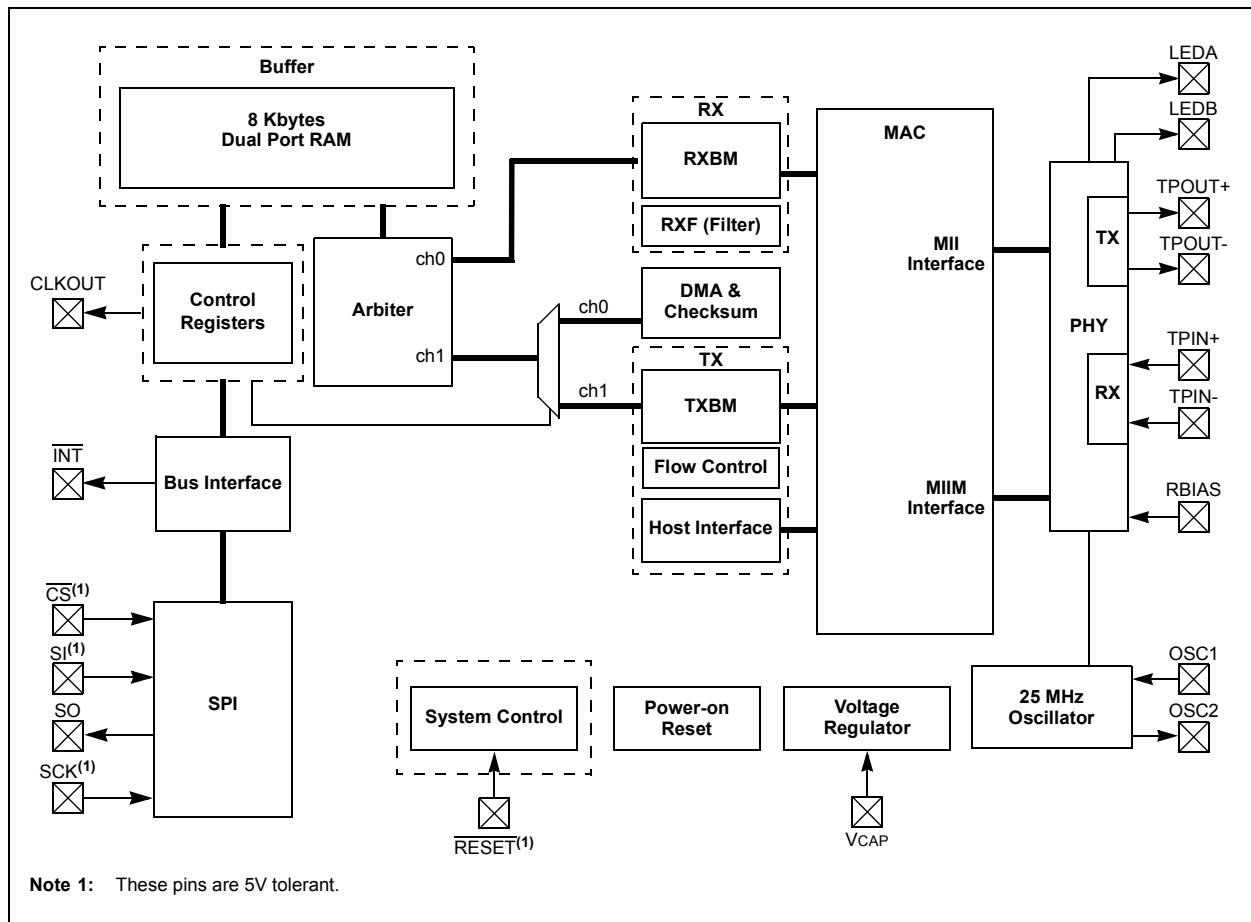 Buffer
8 Kbytes
Dual Port RAM
RX
RXBM
RXF (Filter)
MAC
LEDA
LEDB
TPOUT+
TX
TPOUT-
MII
Interface
ch0
Arbiter
ch1
CLKOUT
Control
Registers
ch0
DMA &
Checksum
PHY
TPIN+
RX
TPIN-
ch1
TX
TXBM
Flow Control
Host Interface
MIIM
Interface
RBIAS
INT
Bus Interface
CS(1)
SI(1)
SO
SCK(1)
SPI
System Control
RESET(1)
Power-on
Reset
Voltage
Regulator
VCAP
25 MHz
Oscillator
OSC1
OSC2
Note 1: These pins are 5V tolerant.